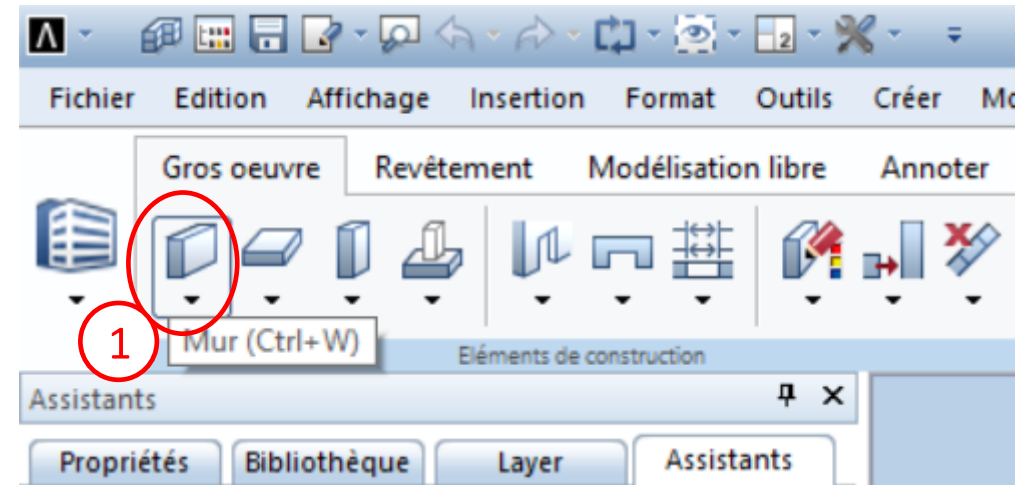 2
Fichier Edition Affichage Insertion Format Outils Créer
Gros oeuvre Revêtement Modélisation libre Annoter
1
Mur (Ctrl+W)
Eléments de construction
Assistants
Propriétés Bibliothèque Layer Assistants